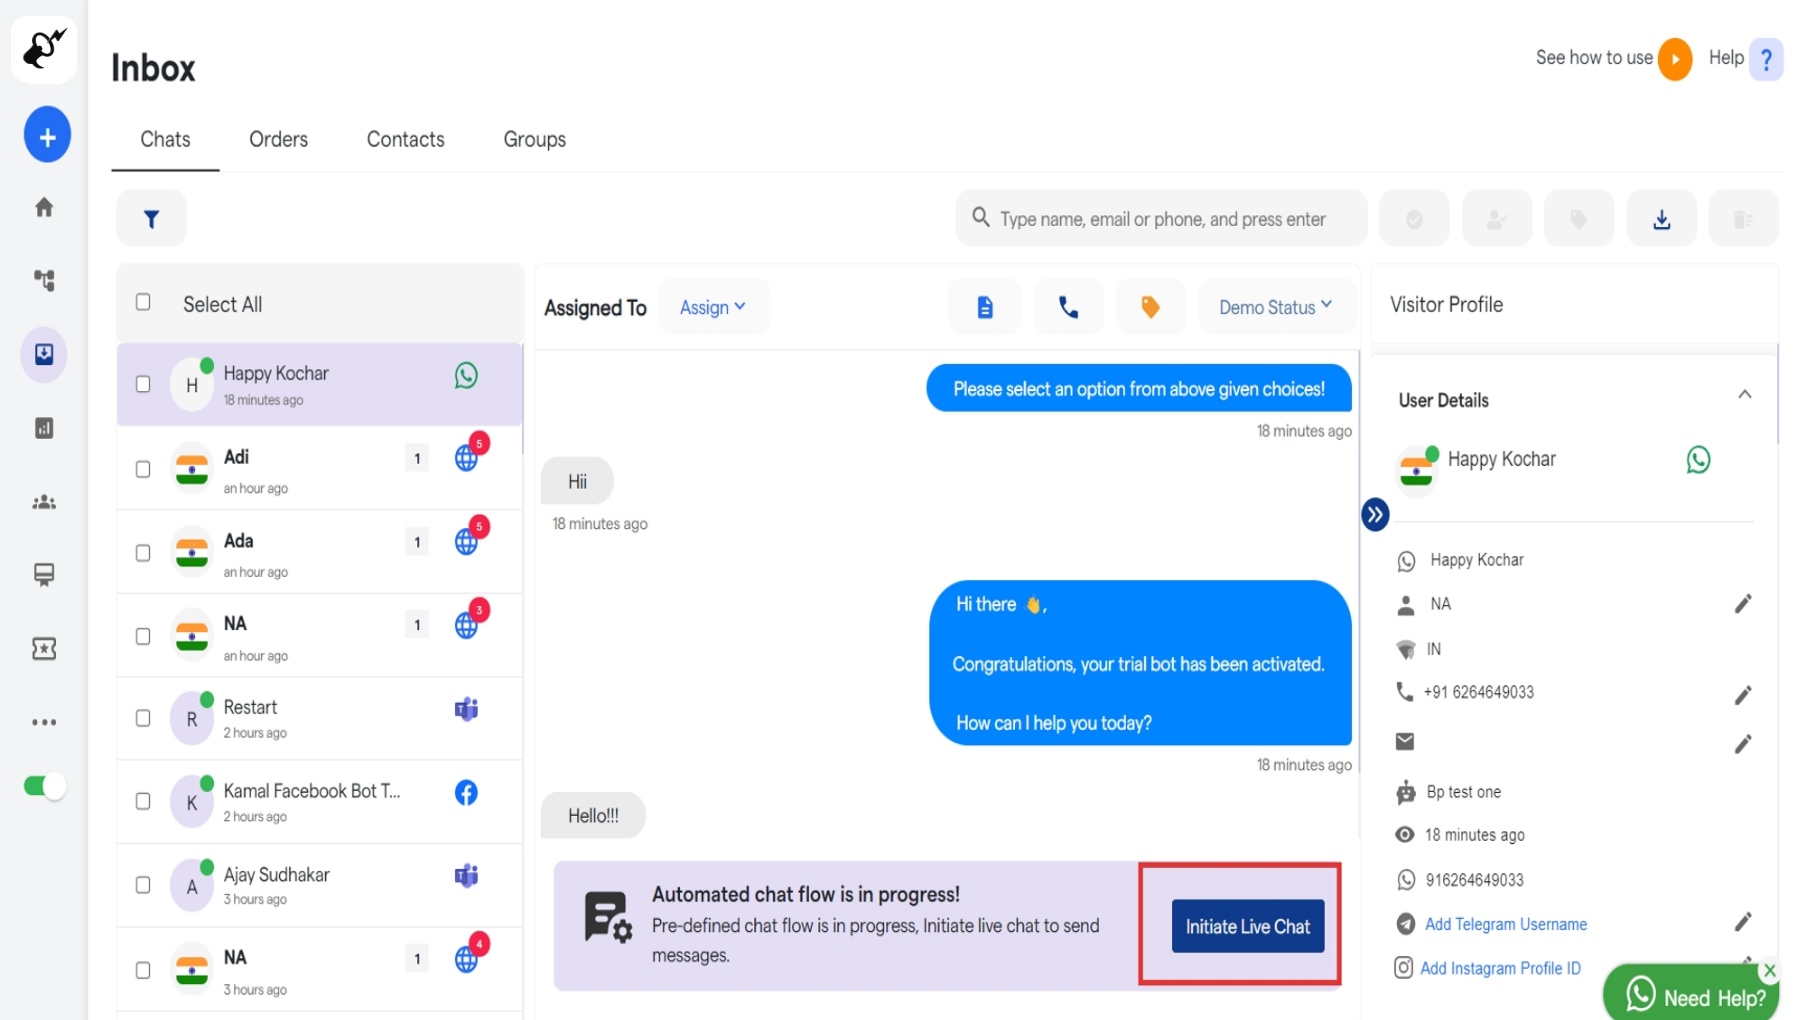 Inbox
See how to use
Help ?
Chats
Orders
Contacts
Groups
Type name, email or phone, and press enter
Select All
H
Happy Kochar
18 minutes ago
Adi
1
5
an hour ago
Ada
1
5
an hour ago
NA
1
3
an hour ago
R
Restart
2 hours ago
K
Kamal Facebook Bot T...
2 hours ago
A
Ajay Sudhakar
3 hours ago
NA
1
4
3 hours ago
Assigned To
Assign
Demo Status
Please select an option from above given choices!
18 minutes ago
Hii
18 minutes ago
Hi there 👋,
Congratulations, your trial bot has been activated.
How can I help you today?
18 minutes ago
Hello!!!
Automated chat flow is in progress!
Pre-defined chat flow is in progress, Initiate live chat to send
messages.
Initiate Live Chat
Visitor Profile
User Details
Happy Kochar
Happy Kochar
NA
IN
+91 6264649033
Bp test one
18 minutes ago
916264649033
Add Telegram Username
Add Instagram Profile ID
X
Need Help?